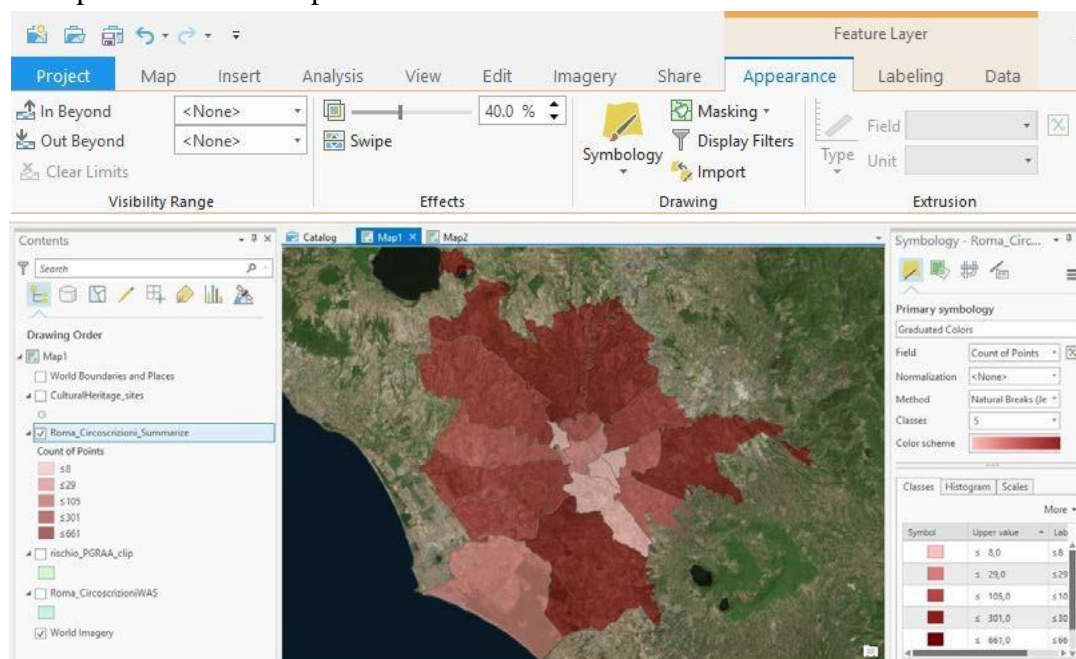 Feature Layer
Project Map Insert Analysis View Edit Imagery Share Appearance Labeling Data
In Beyond <None> 40.0 % Masking Field
Out Beyond <None> Swipe Symbology Display Filters Type Unit
Clear Limits Import
Visibility Range Effects Drawing Extrusion
Contents
Search
Drawing Order
Map1
World Boundaries and Places
CulturalHeritage_sites
Roma_Circoscrizioni_Summarize
Count of Points
≤8
≤29
≤105
≤301
≤661
rischio_PGRAA_clip
Roma_CircoscrizioniWAS
World Imagery
Catalog Map1 Map2
Symbology - Roma_Circ...
Primary symbology
Graduated Colors
Field Count of Points
Normalization <None>
Method Natural Breaks (Je
Classes 5
Color scheme
Classes Histogram Scales
More
Symbol Upper value Lab
≤ 8,0 ≤8
≤ 29,0 ≤29
≤ 105,0 ≤10
≤ 301,0 ≤30
≤ 661,0 ≤66